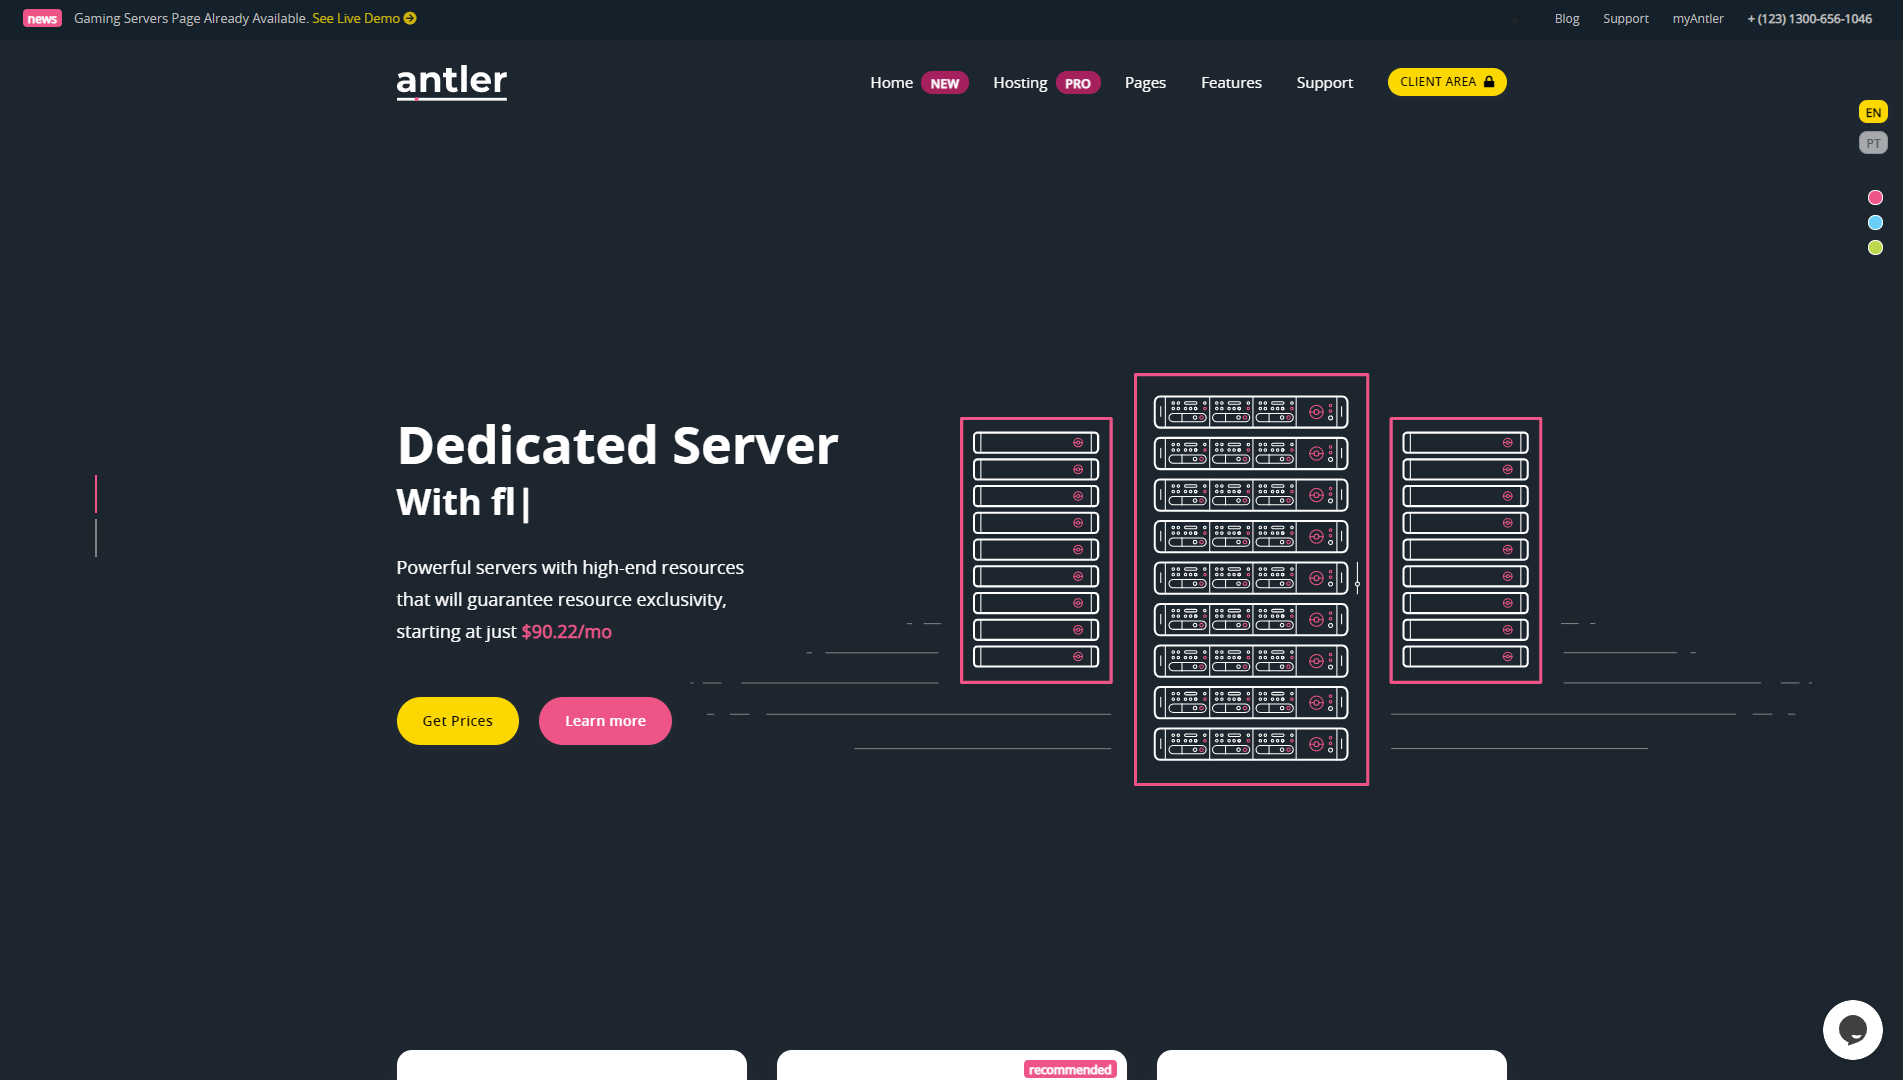 news Gaming Servers Page Already Available. See Live Demo
Blog Support myAntler + (123) 1300-656-1046
antler
Home NEW Hosting PRO Pages Features Support CLIENT AREA
EN
PT
Dedicated Server
With fl|
Powerful servers with high-end resources
that will guarantee resource exclusivity,
starting at just $90.22/mo
Get Prices Learn more
recommended